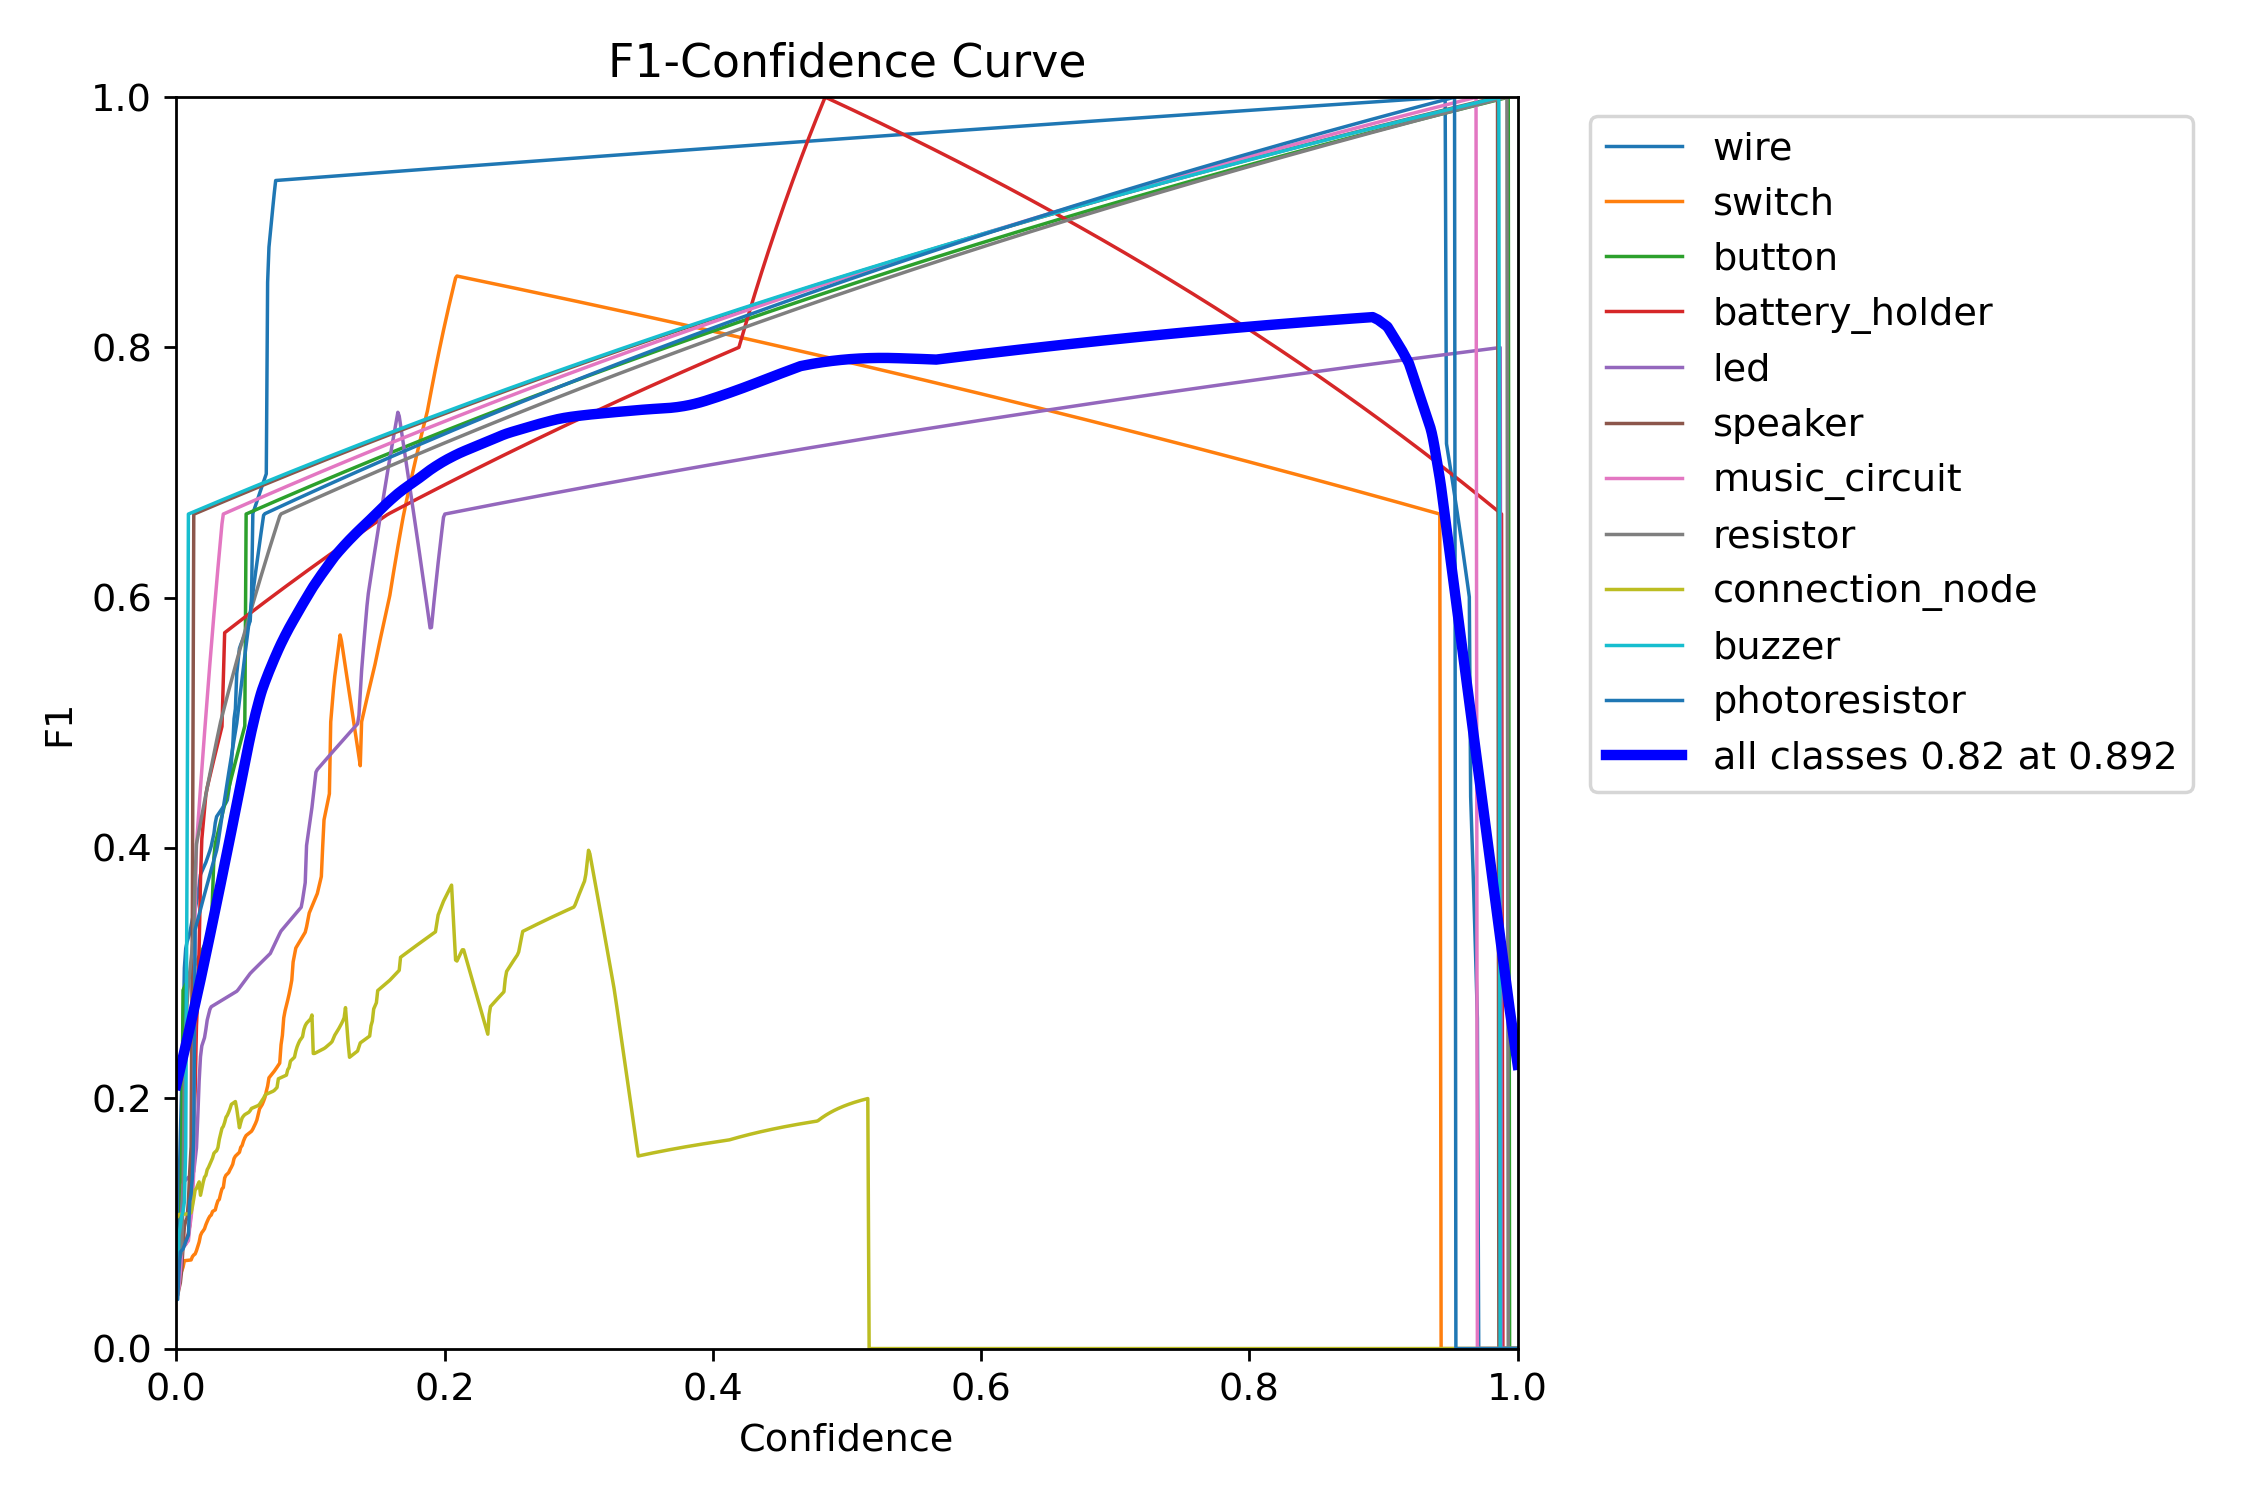 F1-Confidence Curve
1.0
0.8
0.6
0.4
0.2
0.0
F1
0.0 0.2 0.4 0.6 0.8 1.0
Confidence
wire
switch
button
battery_holder
led
speaker
music_circuit
resistor
connection_node
buzzer
photoresistor
all classes 0.82 at 0.892